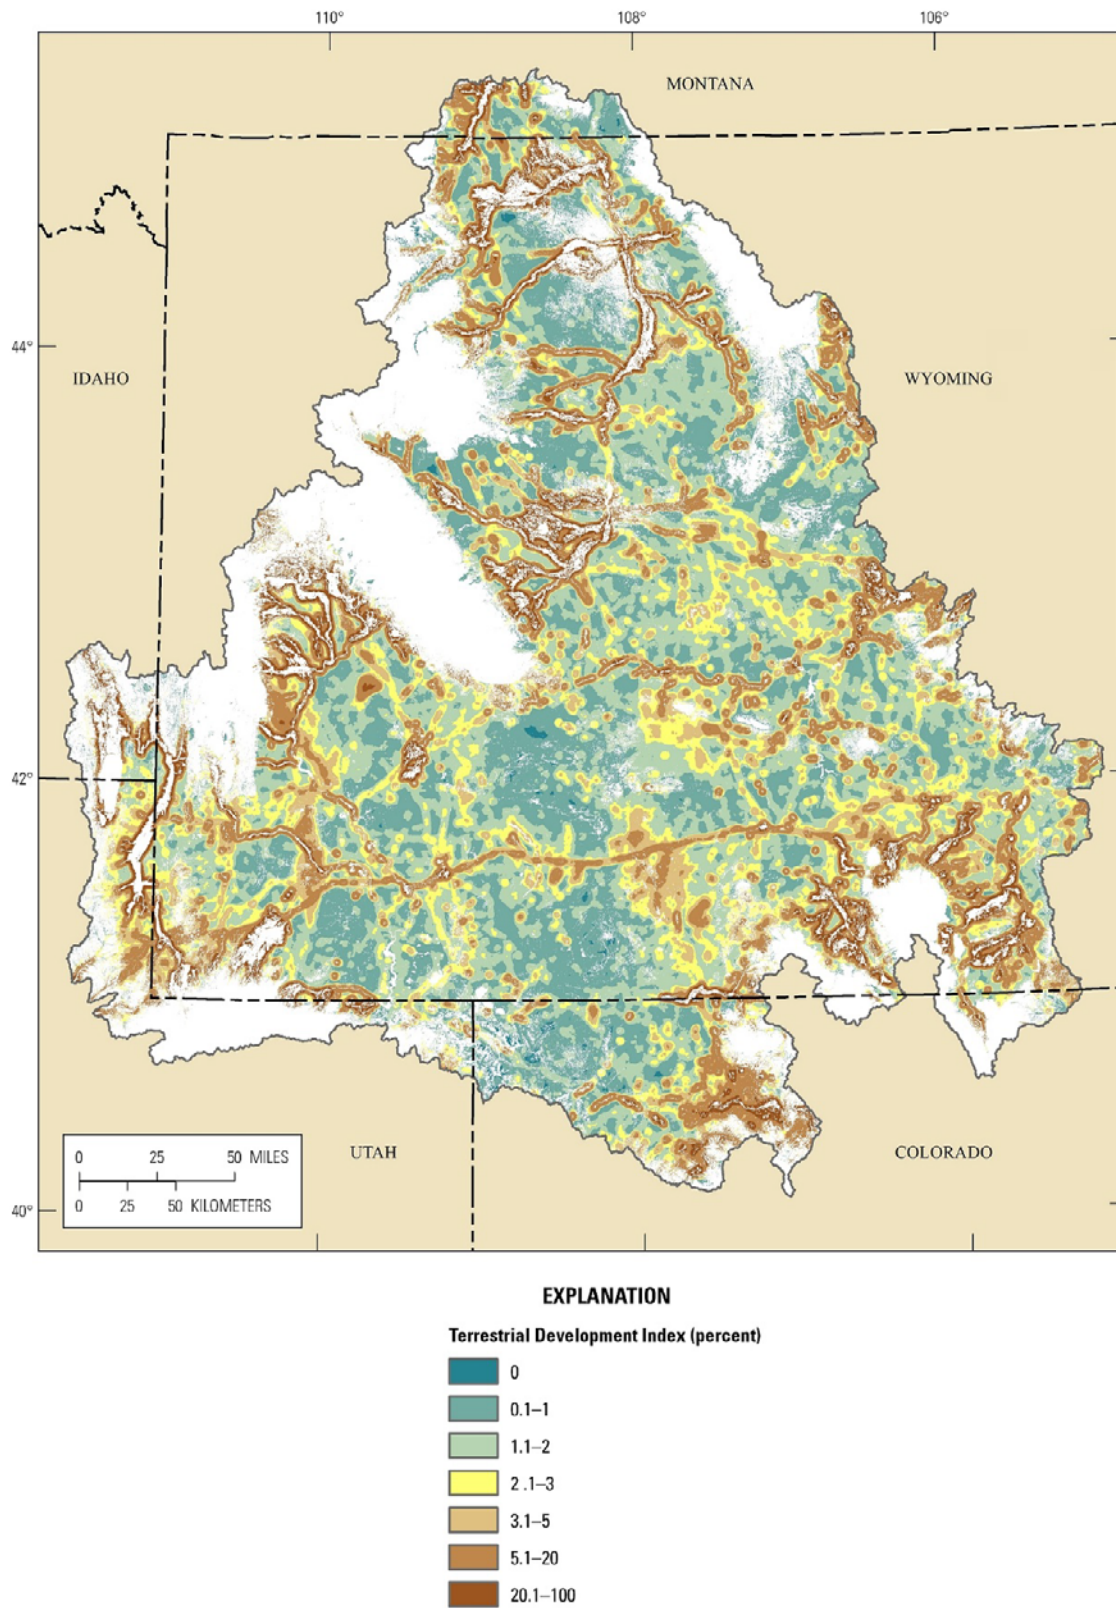 110° 108° 106°
MONTANA
44°
IDAHO WYOMING
42°
0 25 50 MILES
UTAH COLORADO
0 25 50 KILOMETERS
40°
EXPLANATION
Terrestrial Development Index (percent)
0
0.1–1
1.1–2
2 .1–3
3.1–5
5.1–20
20.1–100